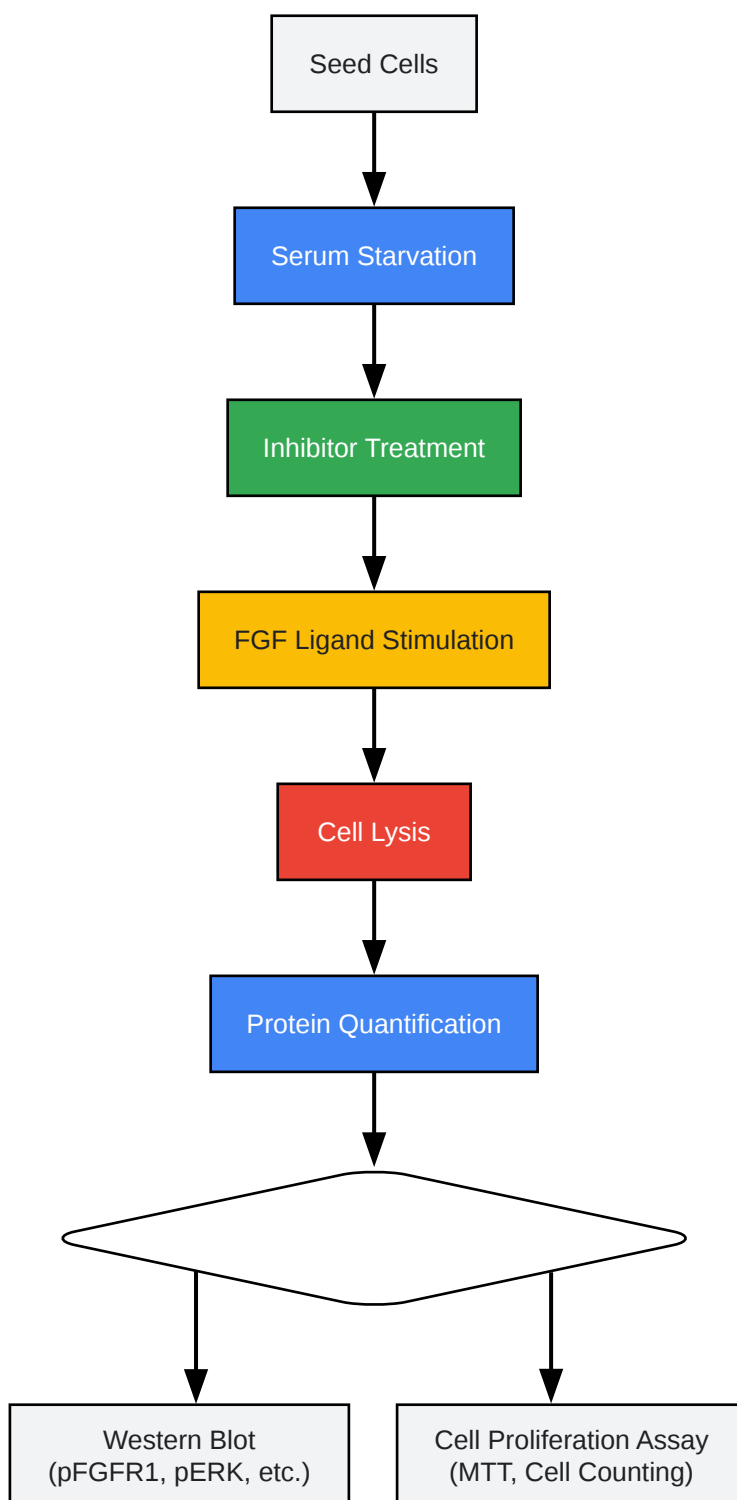 Seed Cells
Serum Starvation
Inhibitor Treatment
FGF Ligand Stimulation
Cell Lysis
Protein Quantification
Western Blot
(pFGFR1, pERK, etc.)
Cell Proliferation Assay
(MTT, Cell Counting)